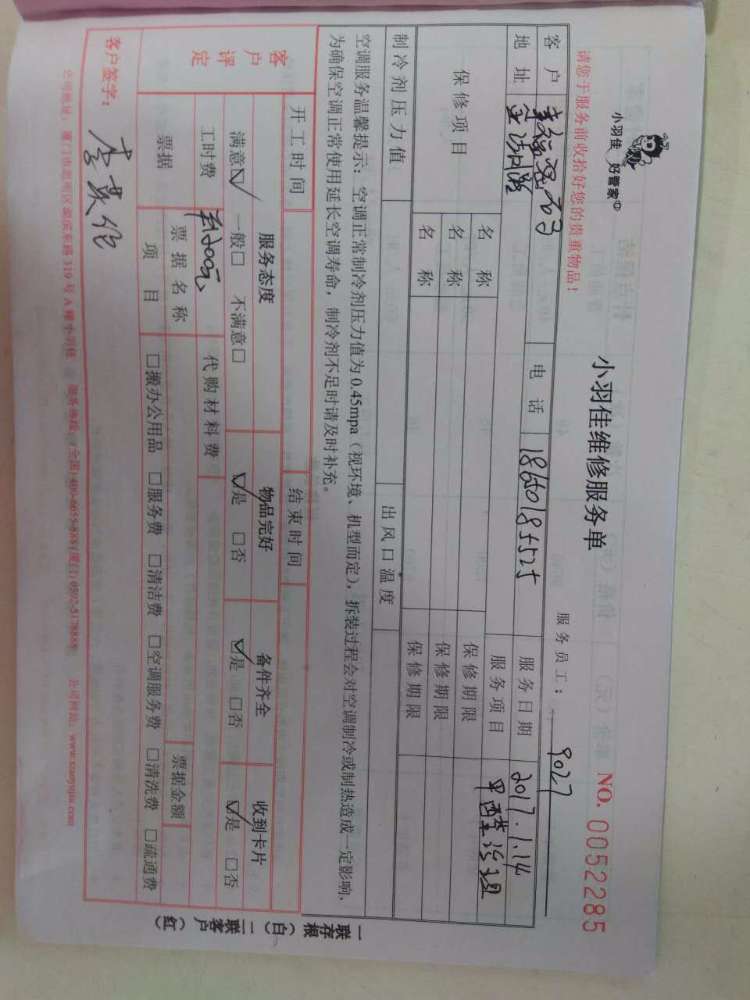 小羽佳 好管家
小羽佳维修服务单
NO. 0052285
请您于服务前收拾好您的贵重物品!
服务员工: 9027
客户 电话 18640185525 服务日期 2017.1.14
地址 服务项目 甲醛治理
保修项目 名称 保修期限
名称 保修期限
名称 保修期限
制冷剂压力值 出风口温度
空调服务温馨提示:空调正常制冷剂压力值为0.45mpa(视环境、机型而定),拆装过程会对空调制冷或制热造成一定影响,
为确保空调正常使用延长空调寿命,制冷剂不足时请及时补充。
开工时间 结束时间
客户评定 服务态度 物品完好 备件齐全 收到卡片
满意☑ 一般□ 不满意□ ☑是 □否 ☑是 □否 ☑是 □否
工时费 代购材料费
票据 票据名称 票据金额
项目 □搬办公用品 □服务费 □清洁费 □空调服务费 □清洗费 □疏通费
客户签字:
一联存根(白) 二联客户(红)